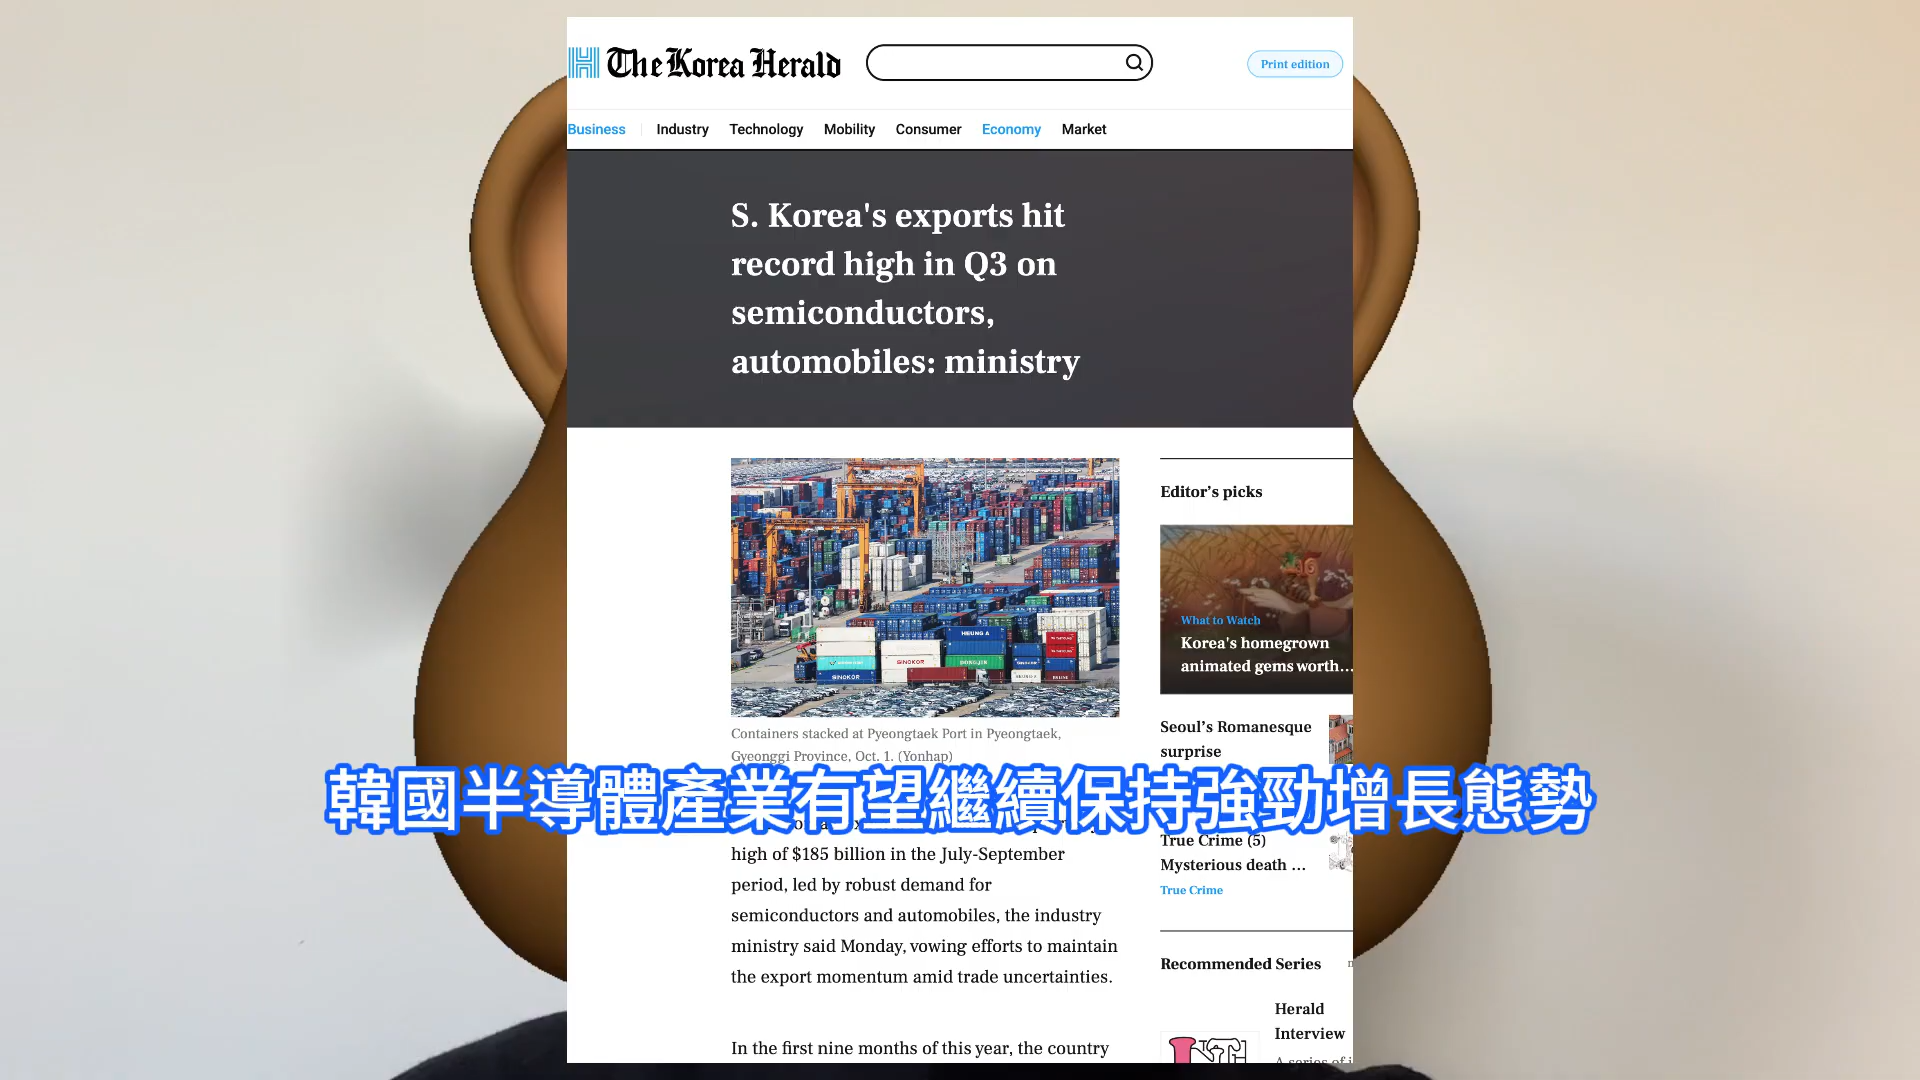 The Korea Herald
Print edition
Business Industry Technology Mobility Consumer Economy Market
S. Korea's exports hit
record high in Q3 on
semiconductors,
automobiles: ministry
HEUNG A
SINOKOR
DONGJIN
SINOKOR
Containers stacked at Pyeongtaek Port in Pyeongtaek,
Gyeonggi Province, Oct. 1. (Yonhap)
high of $185 billion in the July-September
period, led by robust demand for
semiconductors and automobiles, the industry
ministry said Monday, vowing efforts to maintain
the export momentum amid trade uncertainties.
In the first nine months of this year, the country
Editor's picks
What to Watch
Korea's homegrown
animated gems worth...
Seoul's Romanesque
surprise
True Crime (5)
Mysterious death ...
True Crime
Recommended Series
Herald
Interview
A series of
韓國半導體產業有望繼續保持強勁增長態勢